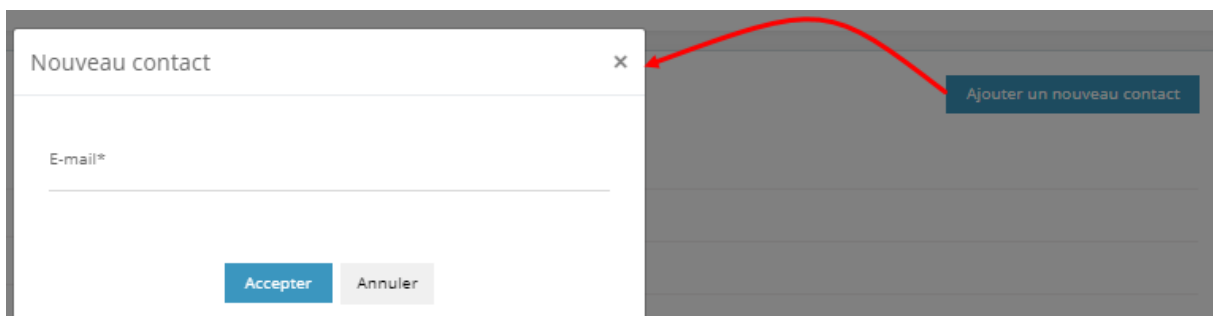 Nouveau contact ×
Ajouter un nouveau contact
E-mail*
Accepter Annuler